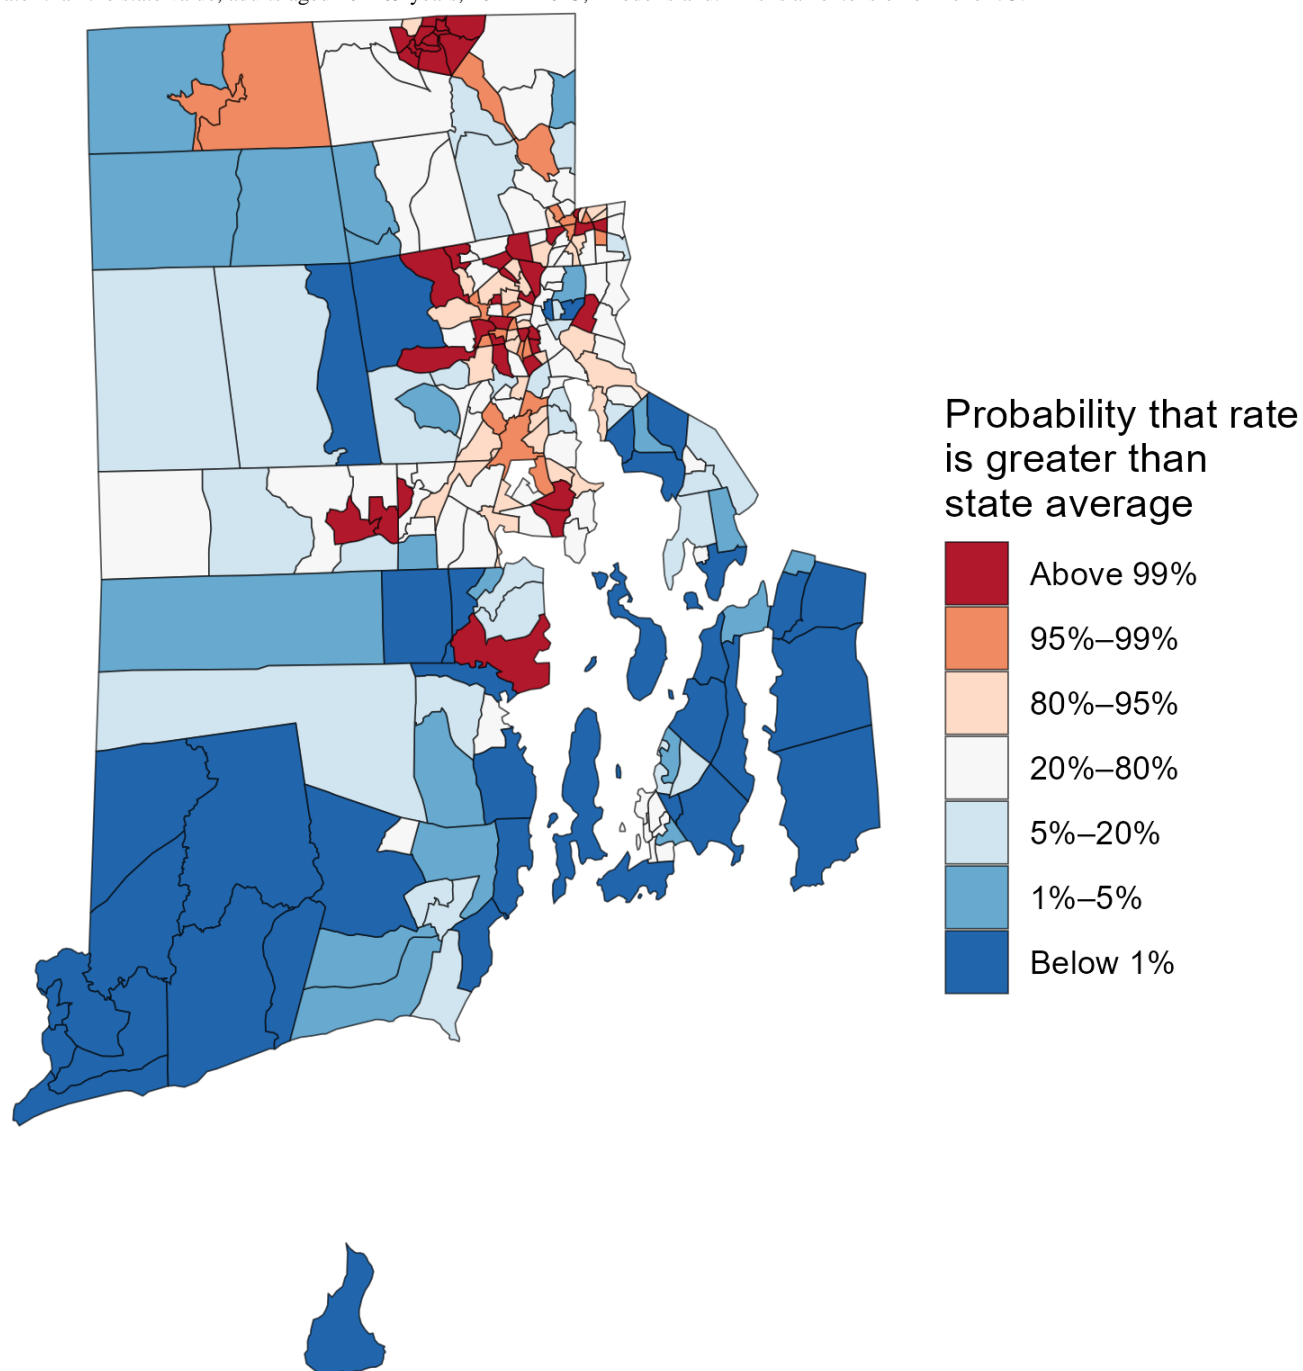 Probability that rate
is greater than
state average
Above 99%
95%–99%
80%–95%
20%–80%
5%–20%
1%–5%
Below 1%